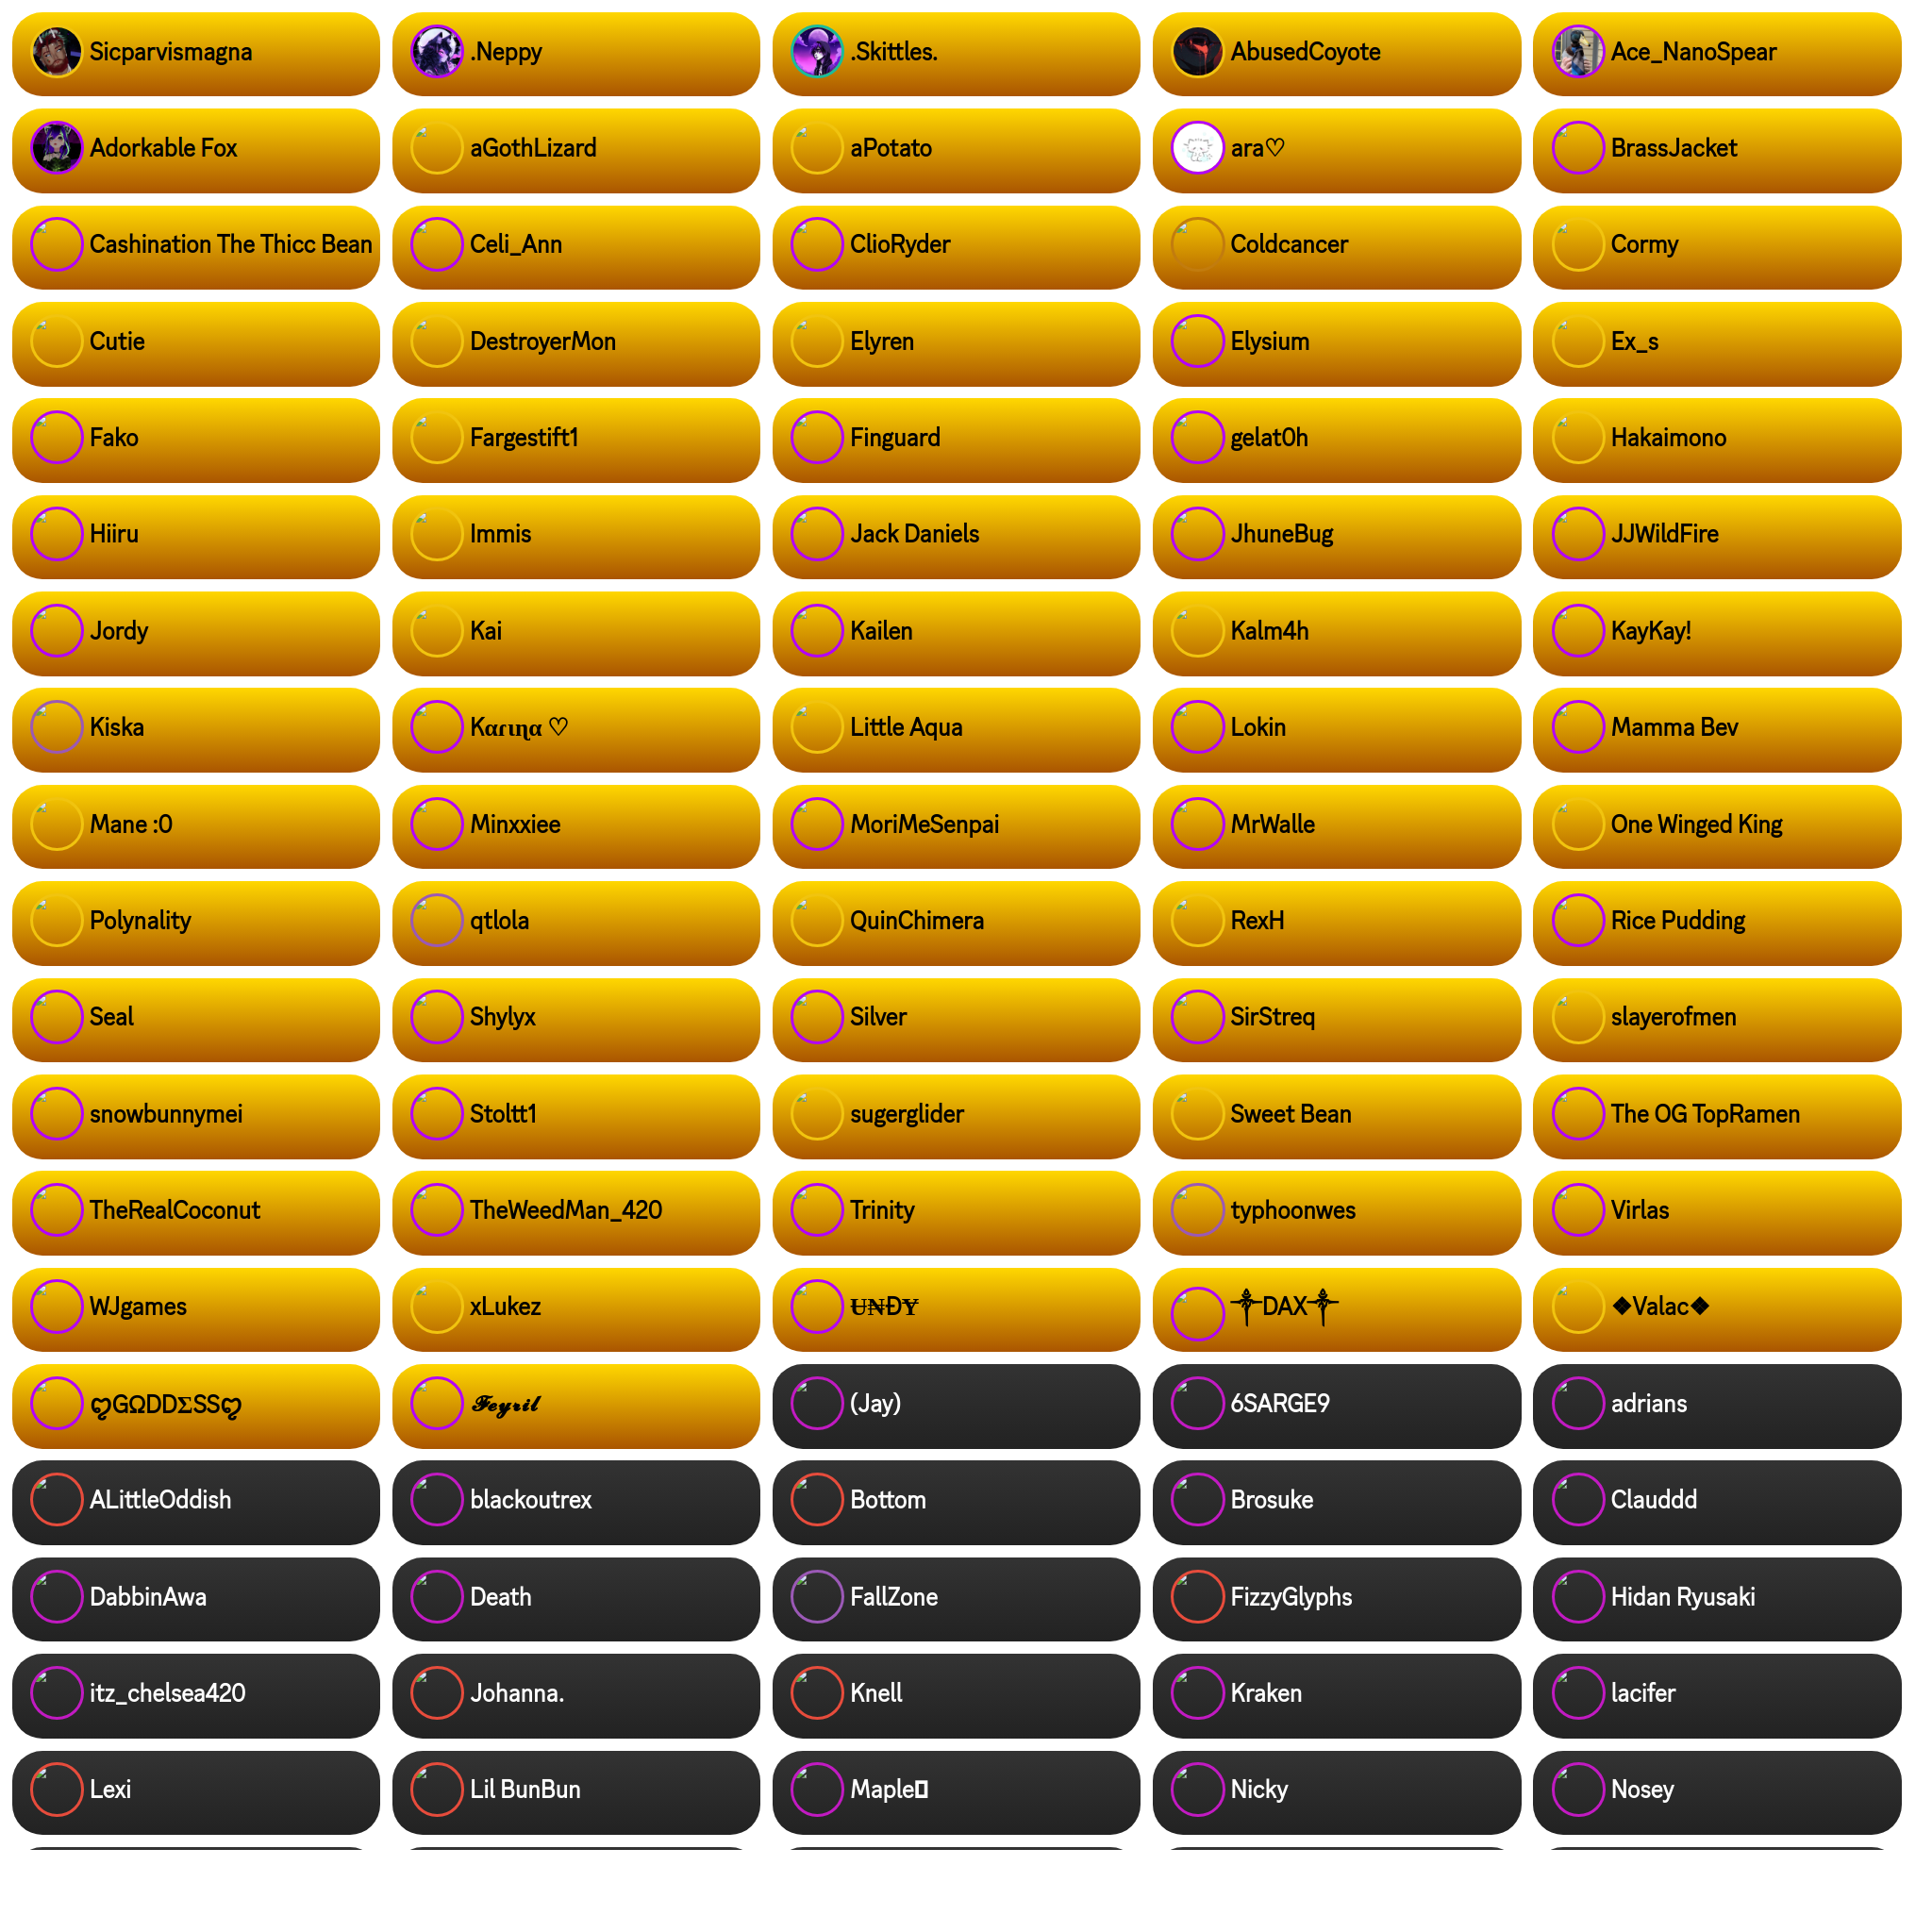 Sicparvismagna
.Neppy
.Skittles.
AbusedCoyote
Ace_NanoSpear
Adorkable Fox
aGothLizard
aPotato
ara♡
BrassJacket
Cashination The Thicc Bean
Celi_Ann
ClioRyder
Coldcancer
Cormy
Cutie
DestroyerMon
Elyren
Elysium
Ex_s
Fako
Fargestift1
Finguard
gelat0h
Hakaimono
Hiiru
Immis
Jack Daniels
JhuneBug
JJWildFire
Jordy
Kai
Kailen
Kalm4h
KayKay!
Kiska
Kαɾιɳα ♡
Little Aqua
Lokin
Mamma Bev
Mane :0
Minxxiee
MoriMeSenpai
MrWalle
One Winged King
Polynality
qtlola
QuinChimera
RexH
Rice Pudding
Seal
Shylyx
Silver
SirStreq
slayerofmen
snowbunnymei
Stoltt1
sugerglider
Sweet Bean
The OG TopRamen
TheRealCoconut
TheWeedMan_420
Trinity
typhoonwes
Virlas
WJgames
xLukez
Ʉ₦ĐɎ
༒DAX༒
❖Valac❖
ღGΩDDΣSSღ
𝓕𝓮𝔂𝓻𝓲𝓵
(Jay)
6SARGE9
adrians
ALittleOddish
blackoutrex
Bottom
Brosuke
Clauddd
DabbinAwa
Death
FallZone
FizzyGlyphs
Hidan Ryusaki
itz_chelsea420
Johanna.
Knell
Kraken
lacifer
Lexi
Lil BunBun
Maple
Nicky
Nosey